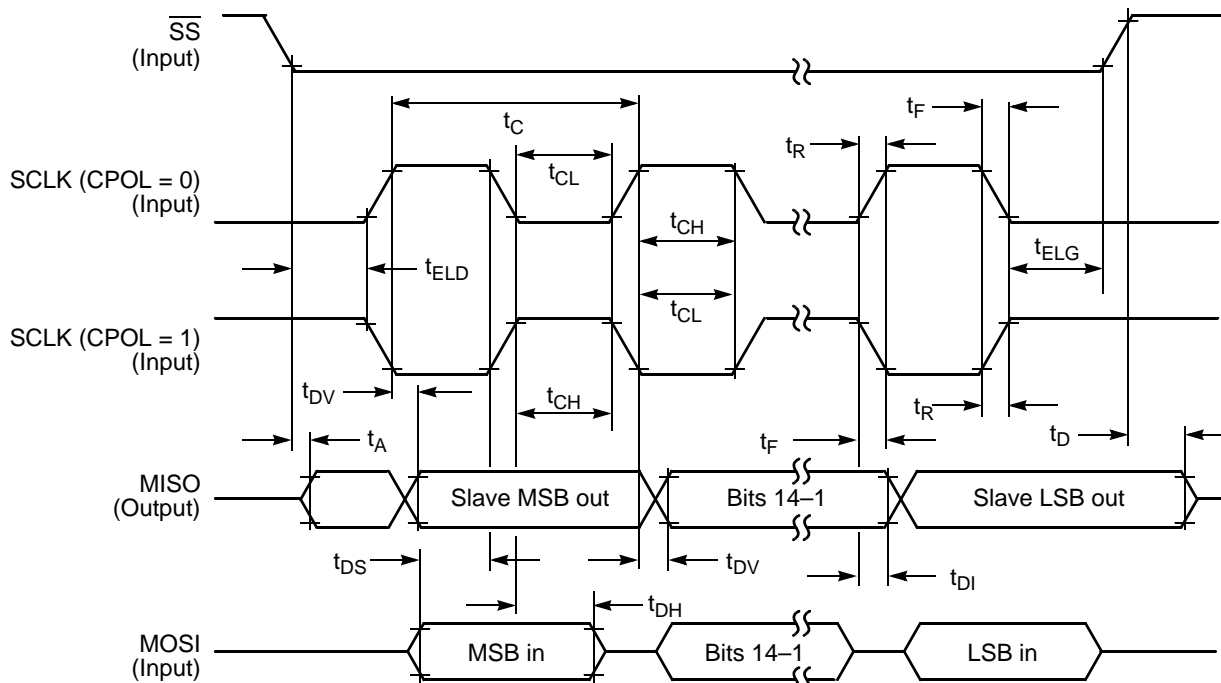 SS
(Input)
t_F
t_C
t_R
SCLK (CPOL = 0)
(Input)
t_CL
t_CH
t_ELG
t_ELD
t_CL
SCLK (CPOL = 1)
(Input)
t_DV
t_CH
t_R
t_A
t_F
t_D
MISO
(Output)
Slave MSB out
Bits 14–1
Slave LSB out
t_DS
t_DV
t_DI
t_DH
MOSI
(Input)
MSB in
Bits 14–1
LSB in